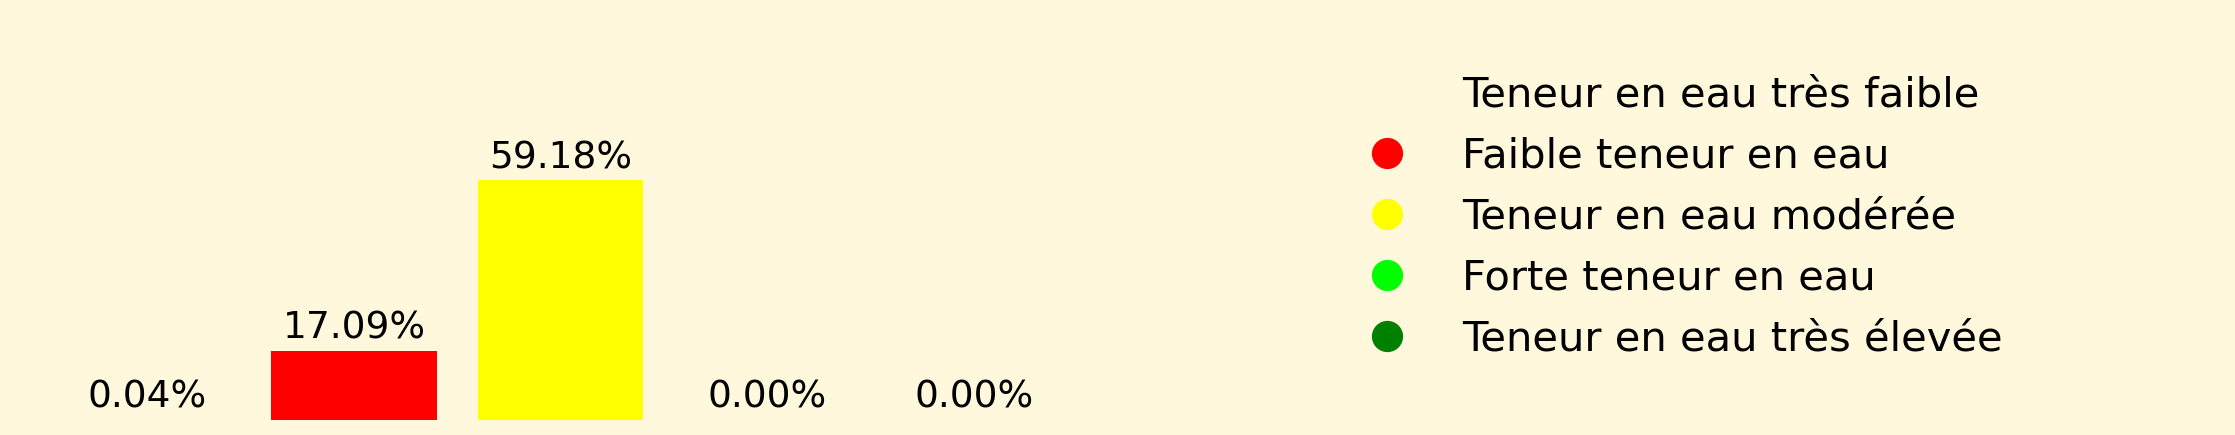 59.18%
17.09%
0.04%
0.00%
0.00%
Teneur en eau très faible
Faible teneur en eau
Teneur en eau modérée
Forte teneur en eau
Teneur en eau très élevée